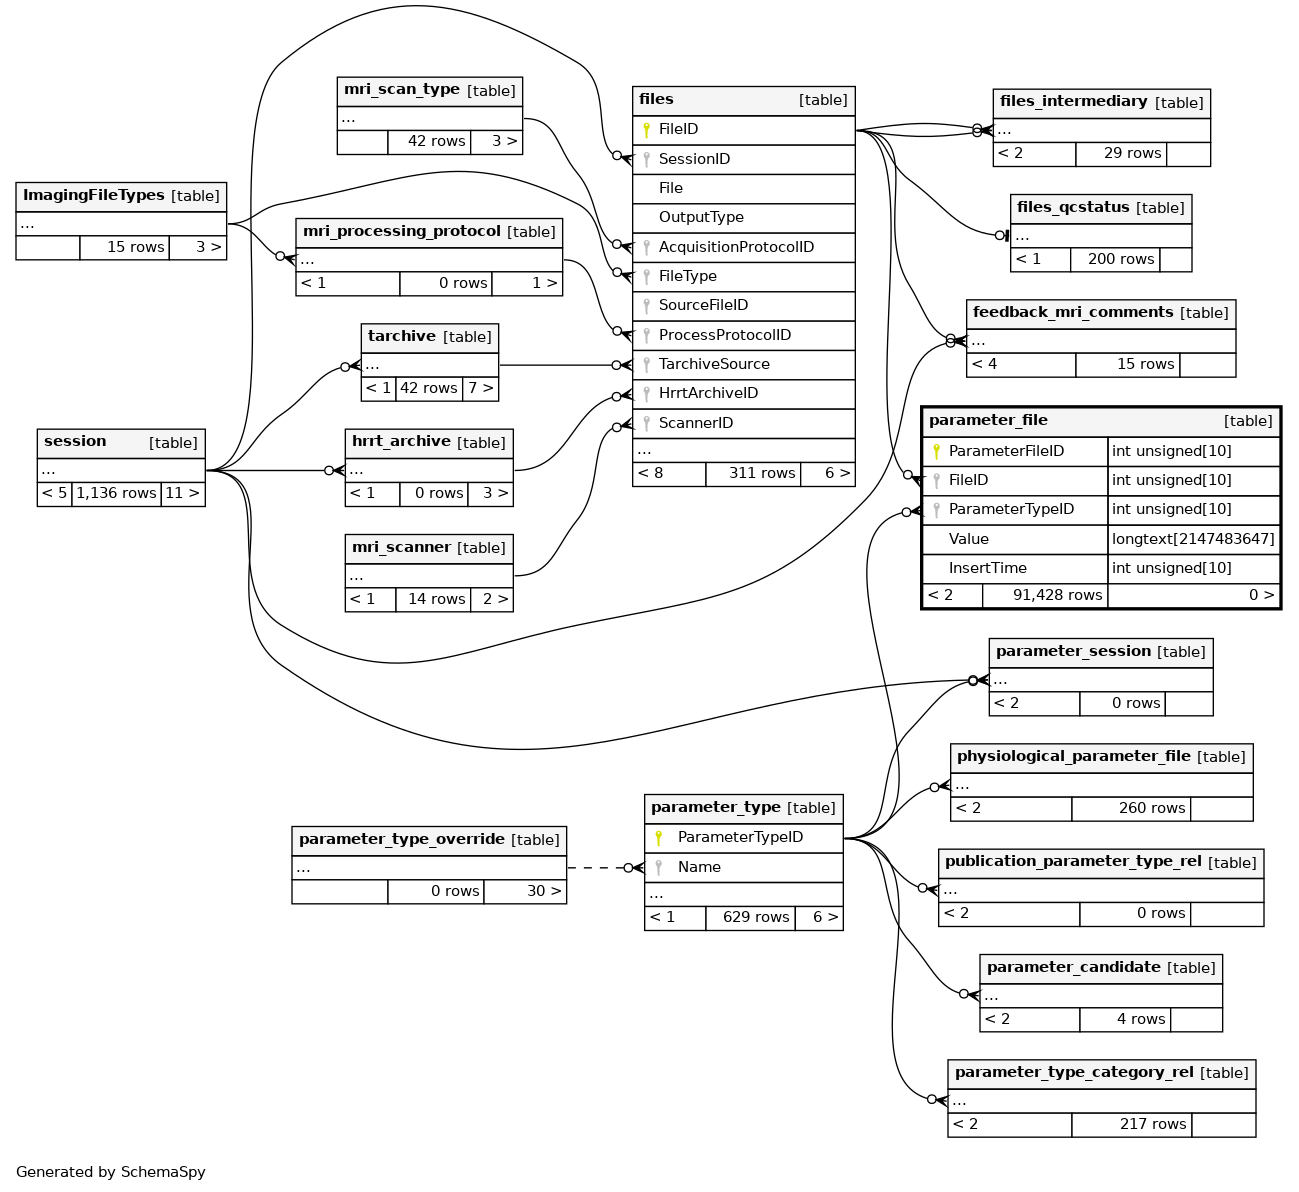 mri_scan_type [table]
...
42 rows 3 >
ImagingFileTypes [table]
...
15 rows 3 >
mri_processing_protocol [table]
...
< 1 0 rows 1 >
tarchive [table]
...
< 1 42 rows 7 >
session [table]
...
< 5 1,136 rows 11 >
hrrt_archive [table]
...
< 1 0 rows 3 >
mri_scanner [table]
...
< 1 14 rows 2 >
files [table]
FileID
SessionID
File
OutputType
AcquisitionProtocolID
FileType
SourceFileID
ProcessProtocolID
TarchiveSource
HrrtArchiveID
ScannerID
...
< 8 311 rows 6 >
files_intermediary [table]
...
< 2 29 rows
files_qcstatus [table]
...
< 1 200 rows
feedback_mri_comments [table]
...
< 4 15 rows
parameter_file [table]
ParameterFileID int unsigned[10]
FileID int unsigned[10]
ParameterTypeID int unsigned[10]
Value longtext[2147483647]
InsertTime int unsigned[10]
< 2 91,428 rows 0 >
parameter_session [table]
...
< 2 0 rows
physiological_parameter_file [table]
...
< 2 260 rows
parameter_type_override [table]
...
0 rows 30 >
parameter_type [table]
ParameterTypeID
Name
...
< 1 629 rows 6 >
publication_parameter_type_rel [table]
...
< 2 0 rows
parameter_candidate [table]
...
< 2 4 rows
parameter_type_category_rel [table]
...
< 2 217 rows
Generated by SchemaSpy